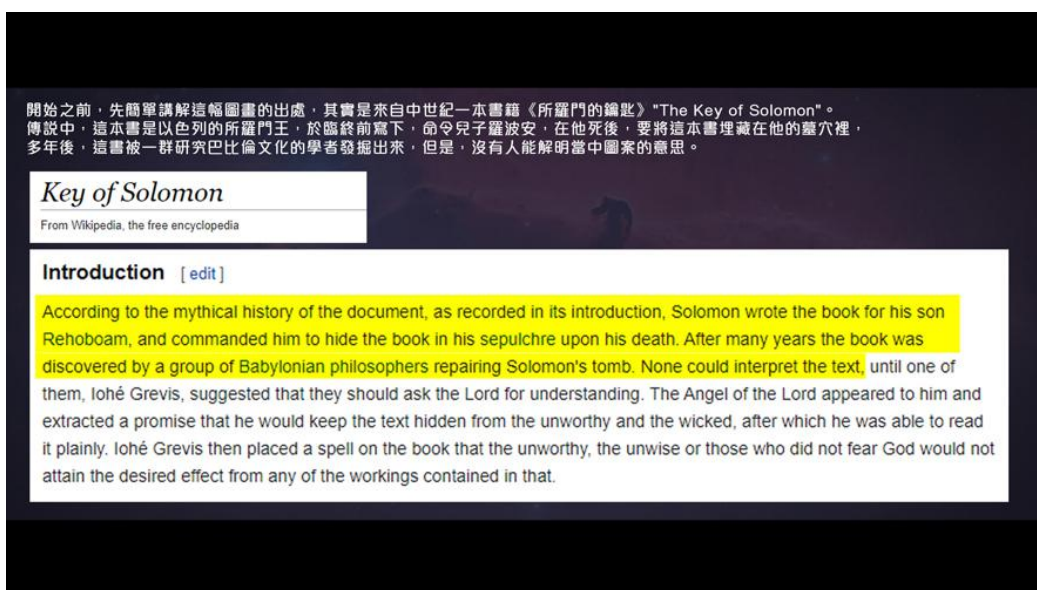 開始之前，先簡單講解這幅圖畫的出處，其實是來自中世紀一本書籍《所羅門的鑰匙》"The Key of Solomon"。
傳説中，這本書是以色列的所羅門王，於臨終前寫下，命令兒子羅波安，在他死後，要將這本書埋藏在他的墓穴裡，
多年後，這書被一群研究巴比倫文化的學者發掘出來，但是，沒有人能解明當中圖案的意思。
Key of Solomon
From Wikipedia, the free encyclopedia
Introduction [ edit ]
According to the mythical history of the document, as recorded in its introduction, Solomon wrote the book for his son
Rehoboam, and commanded him to hide the book in his sepulchre upon his death. After many years the book was
discovered by a group of Babylonian philosophers repairing Solomon's tomb. None could interpret the text, until one of
them, Iohé Grevis, suggested that they should ask the Lord for understanding. The Angel of the Lord appeared to him and
extracted a promise that he would keep the text hidden from the unworthy and the wicked, after which he was able to read
it plainly. Iohé Grevis then placed a spell on the book that the unworthy, the unwise or those who did not fear God would not
attain the desired effect from any of the workings contained in that.